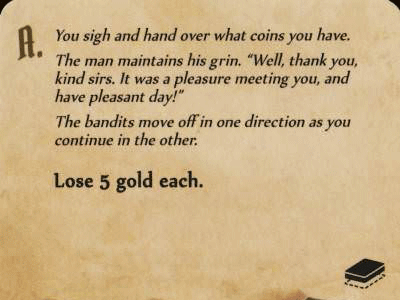 A.
You sigh and hand over what coins you have.
The man maintains his grin. “Well, thank you,
kind sirs. It was a pleasure meeting you, and
have pleasant day!”
The bandits move off in one direction as you
continue in the other.
Lose 5 gold each.